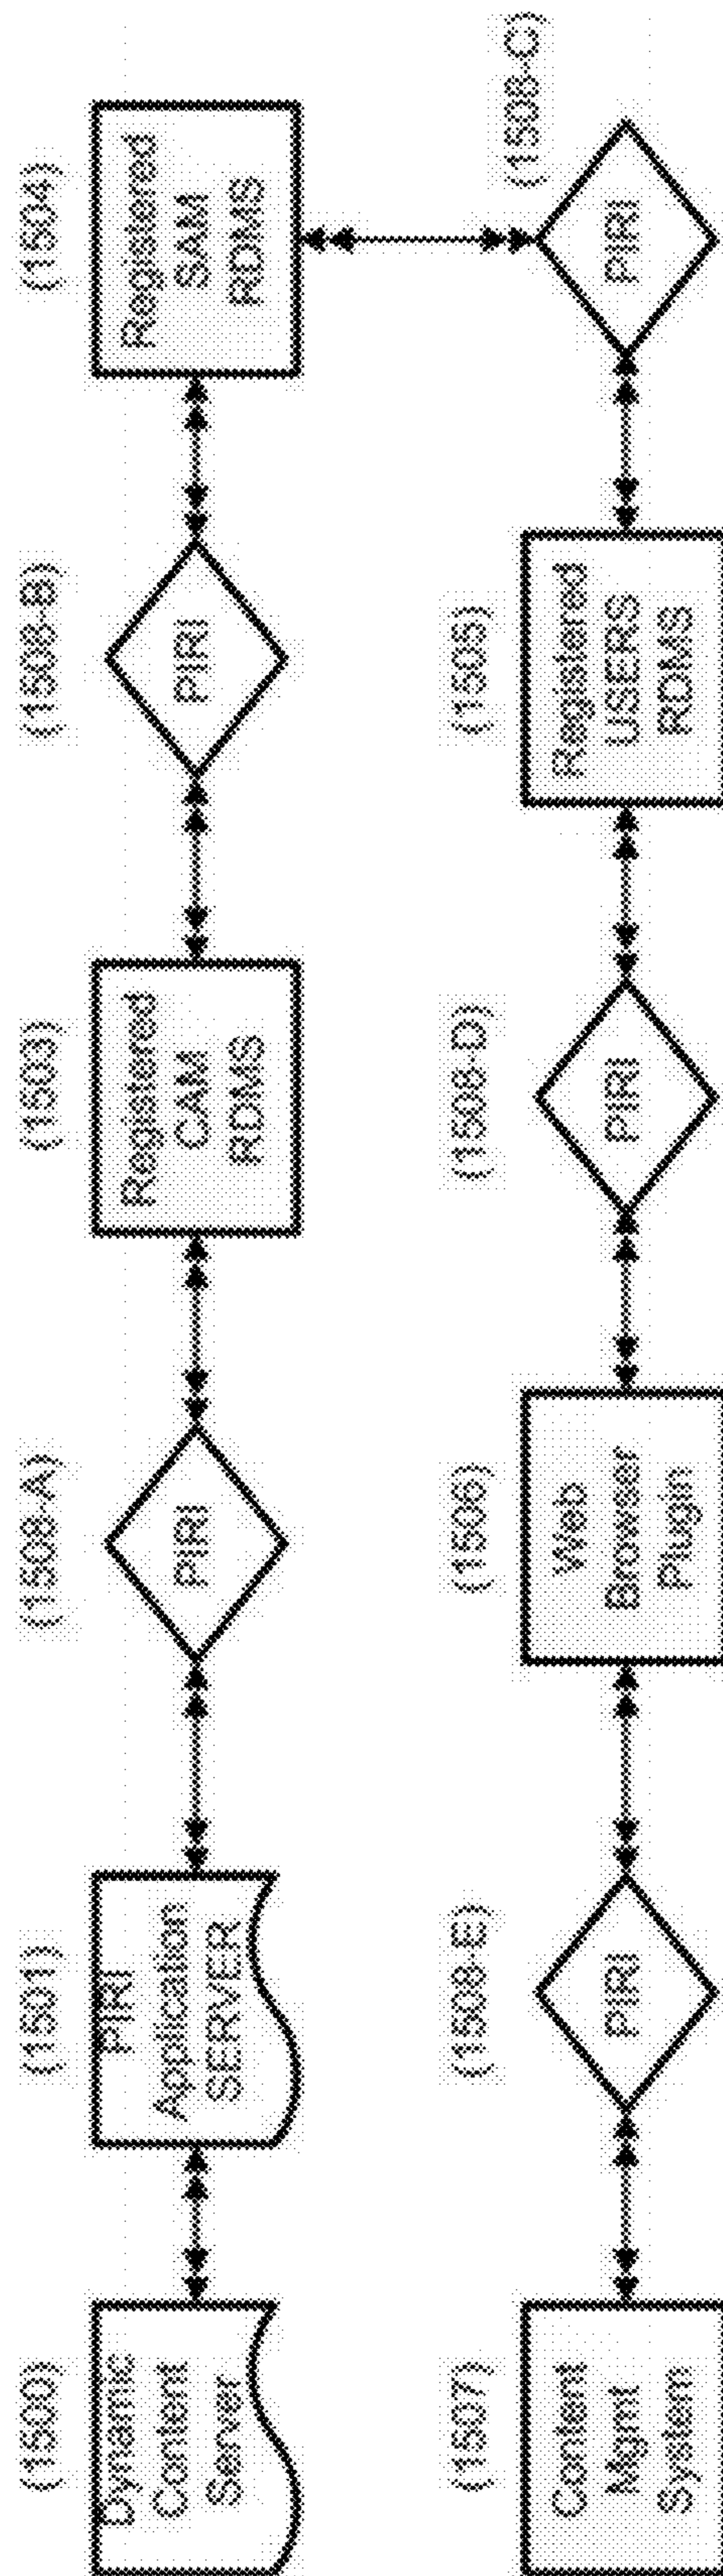 (1500)
Dynamic
Content
Server
(1501)
PIRI
Application
SERVER
(1508-A)
PIRI
(1503)
Registered
CAM
RDMS
(1508-B)
PIRI
(1504)
Registered
SAM
RDMS
(1507)
Content
Mgmt
System
(1508-E)
PIRI
(1506)
Web
Browser
Plugin
(1508-D)
PIRI
(1505)
Registered
USERS
RDMS
(1508-C)
PIRI